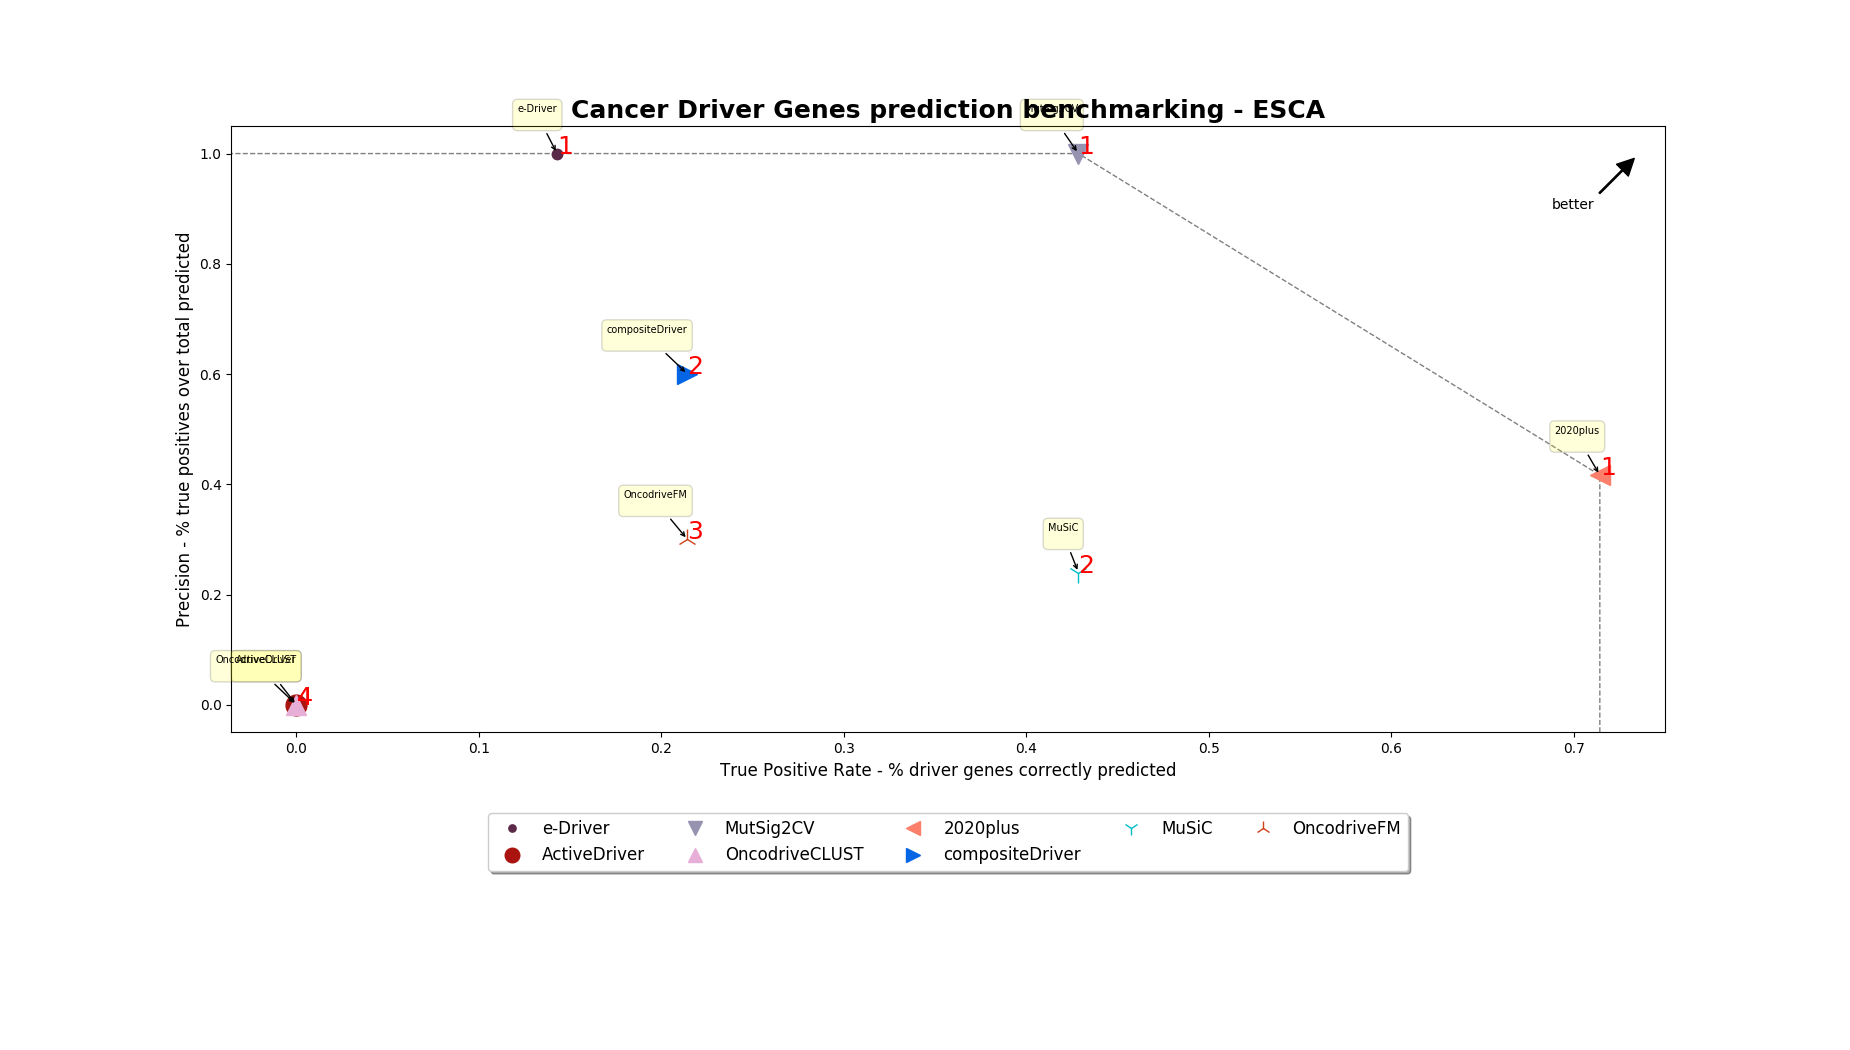 Cancer Driver Genes prediction benchmarking - ESCA
e-Driver
1
1
1.0
better
0.8
compositeDriver
2
0.6
2020plus
1
0.4
OncodriveFM
3
MuSiC
2
0.2
OncodriveCLUST
ActiveDriver
4
0.0
Precision - % true positives over total predicted
0.0 0.1 0.2 0.3 0.4 0.5 0.6 0.7
True Positive Rate - % driver genes correctly predicted
e-Driver MutSig2CV 2020plus MuSiC OncodriveFM
ActiveDriver OncodriveCLUST compositeDriver